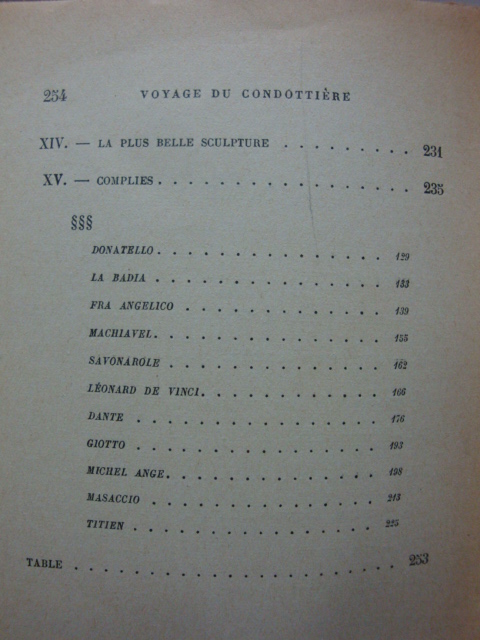 254 VOYAGE DU CONDOTTIÈRE
XIV. — LA PLUS BELLE SCULPTURE . . . . . . . . . 231
XV. — COMPLIES . . . . . . . . . . . . . . . . . 235
§§§
DONATELLO . . . . . . . . . . . . . . 129
LA BADIA . . . . . . . . . . . . . . 133
FRA ANGELICO . . . . . . . . . . . . . 139
MACHIAVEL . . . . . . . . . . . . . . 155
SAVONAROLE . . . . . . . . . . . . . . 162
LÉONARD DE VINCI . . . . . . . . . . . . 166
DANTE . . . . . . . . . . . . . . . . 176
GIOTTO . . . . . . . . . . . . . . . 193
MICHEL ANGE . . . . . . . . . . . . . 198
MASACCIO . . . . . . . . . . . . . . 213
TITIEN . . . . . . . . . . . . . . . 225
TABLE . . . . . . . . . . . . . . . . . . 253